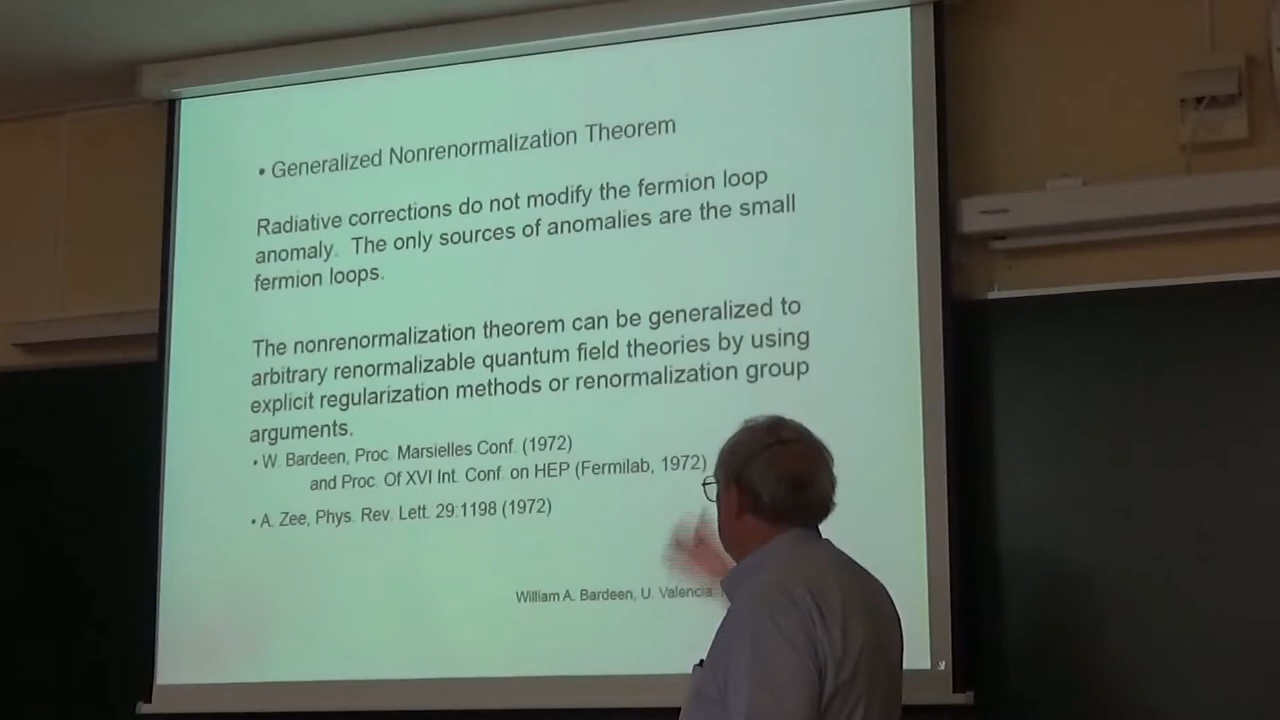 • Generalized Nonrenormalization Theorem
Radiative corrections do not modify the fermion loop
anomaly. The only sources of anomalies are the small
fermion loops.
The nonrenormalization theorem can be generalized to
arbitrary renormalizable quantum field theories by using
explicit regularization methods or renormalization group
arguments.
• W. Bardeen, Proc. Marsielles Conf. (1972)
and Proc. Of XVI Int. Conf. on HEP (Fermilab, 1972)
• A. Zee, Phys. Rev. Lett. 29:1198 (1972)
William A. Bardeen, U. Valencia